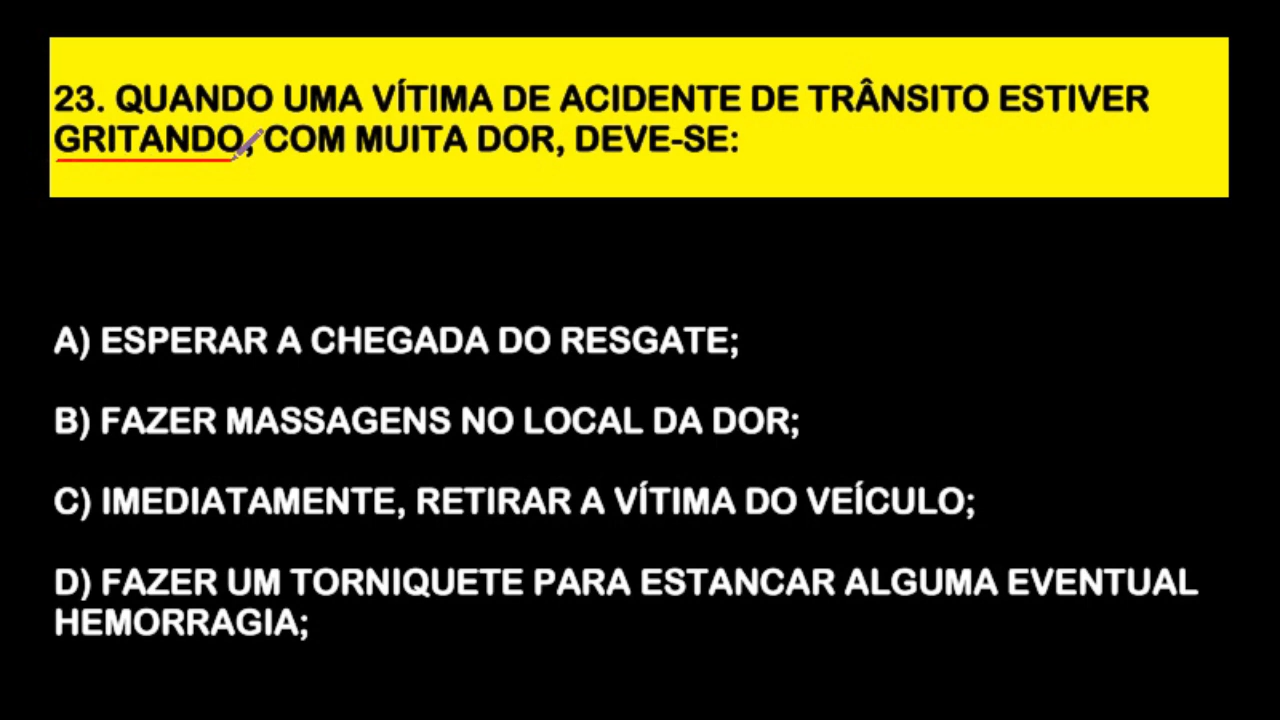 23. QUANDO UMA VÍTIMA DE ACIDENTE DE TRÂNSITO ESTIVER
GRITANDO, COM MUITA DOR, DEVE-SE:
A) ESPERAR A CHEGADA DO RESGATE;
B) FAZER MASSAGENS NO LOCAL DA DOR;
C) IMEDIATAMENTE, RETIRAR A VÍTIMA DO VEÍCULO;
D) FAZER UM TORNIQUETE PARA ESTANCAR ALGUMA EVENTUAL
HEMORRAGIA;